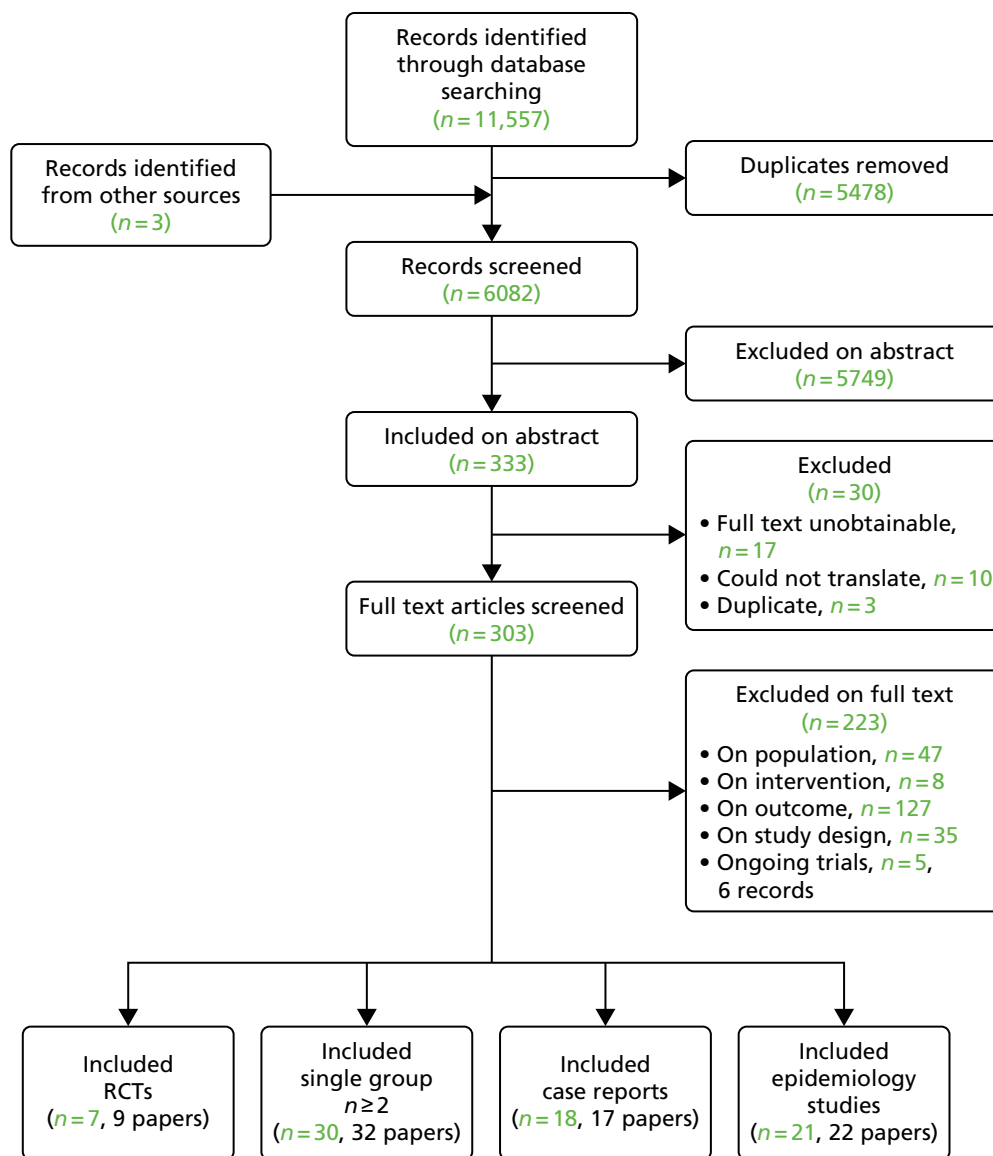 Records identified
through database
searching
(n=11,557)
Records identified
from other sources
(n=3)
Duplicates removed
(n=5478)
Records screened
(n=6082)
Excluded on abstract
(n=5749)
Included on abstract
(n=333)
Excluded
(n=30)
• Full text unobtainable,
n=17
• Could not translate, n=10
• Duplicate, n=3
Full text articles screened
(n=303)
Excluded on full text
(n=223)
• On population, n=47
• On intervention, n=8
• On outcome, n=127
• On study design, n=35
• Ongoing trials, n=5,
6 records
Included
RCTs
(n=7, 9 papers)
Included
single group
n≥2
(n=30, 32 papers)
Included
case reports
(n=18, 17 papers)
Included
epidemiology
studies
(n=21, 22 papers)